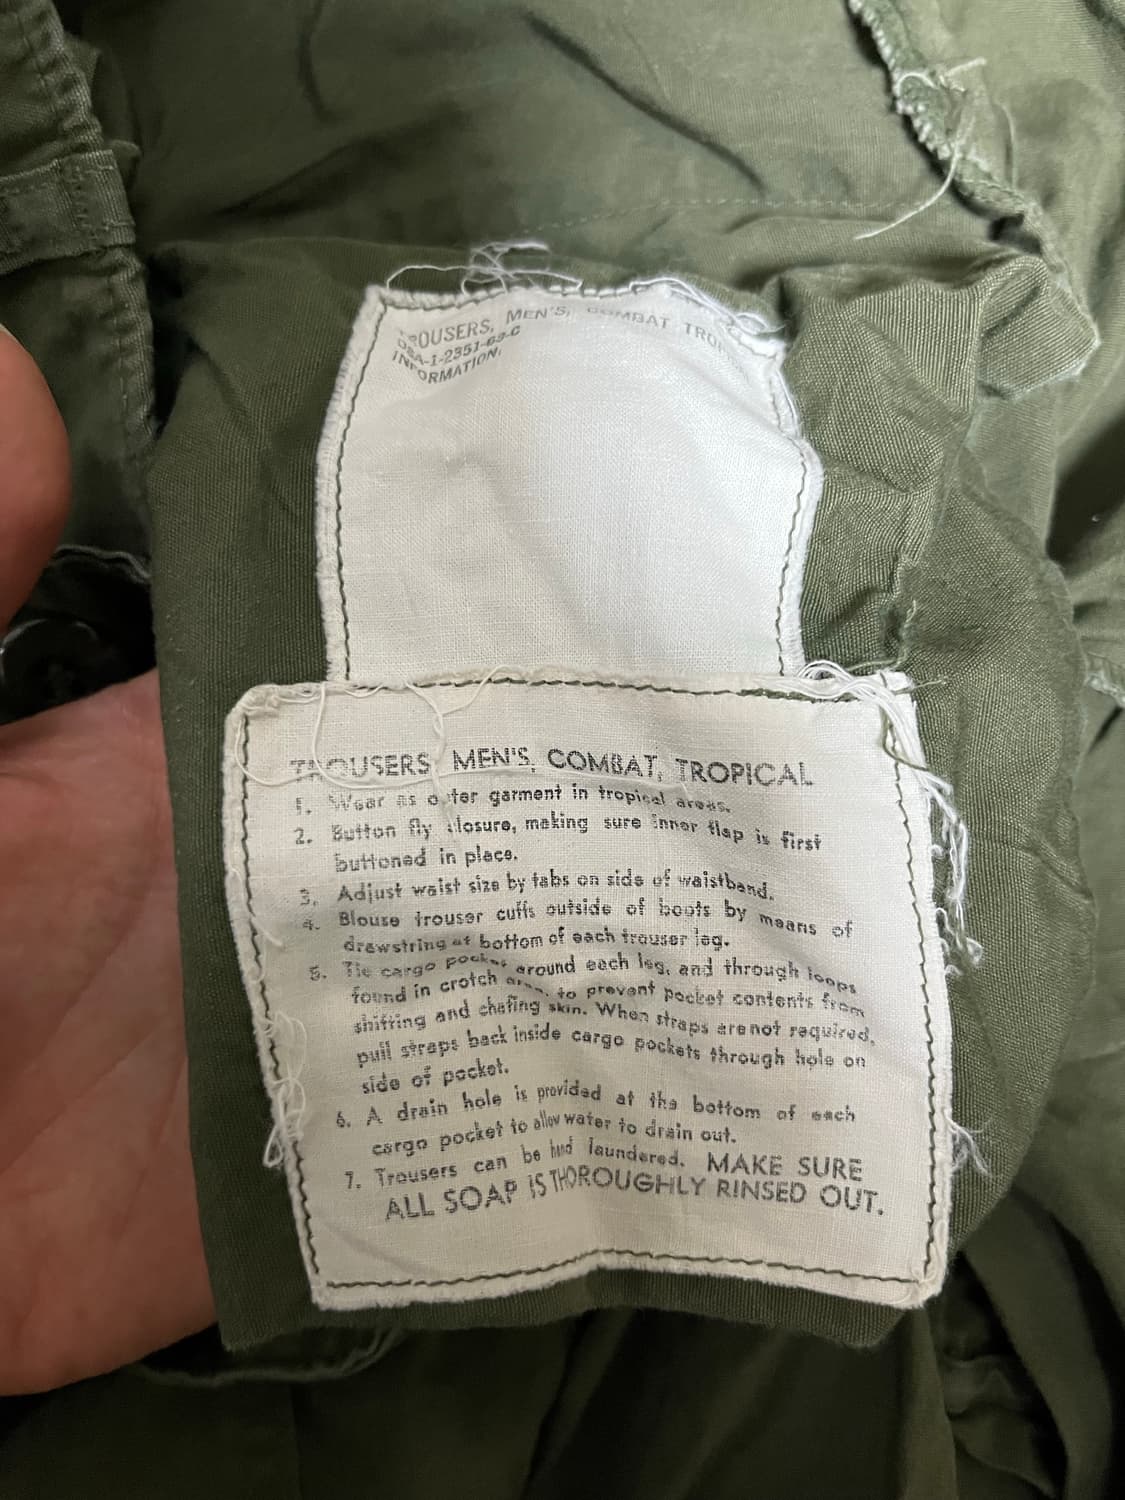 TROUSERS, MEN'S, COMBAT
DSA-1-2351-63-C
INFORMATION,
TROUSERS, MEN'S, COMBAT, TROPICAL
1. Wear as outer garment in tropical areas.
2. Button fly closure, making sure inner flap is first
buttoned in place.
3. Adjust waist size by tabs on side of waistband.
4. Blouse trouser cuffs outside of boots by means of
drawstring at bottom of each trouser leg.
5. Tie cargo pocket around each leg, and through loops
found in crotch area, to prevent pocket contents from
shifting and chafing skin. When straps are not required,
pull straps back inside cargo pockets through hole on
side of pocket.
6. A drain hole is provided at the bottom of each
cargo pocket to allow water to drain out.
7. Trousers can be hand laundered. MAKE SURE
ALL SOAP IS THOROUGHLY RINSED OUT.